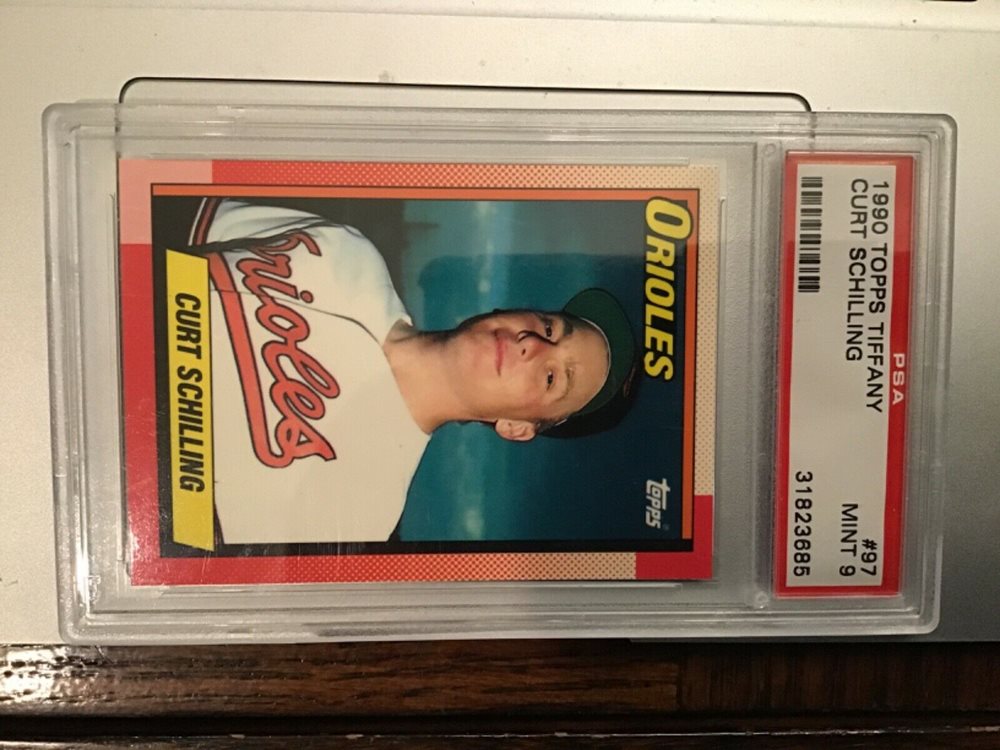 PSA
1990 TOPPS TIFFANY #97
CURT SCHILLING MINT 9
31823685
ORIOLES
topps
Orioles
CURT SCHILLING